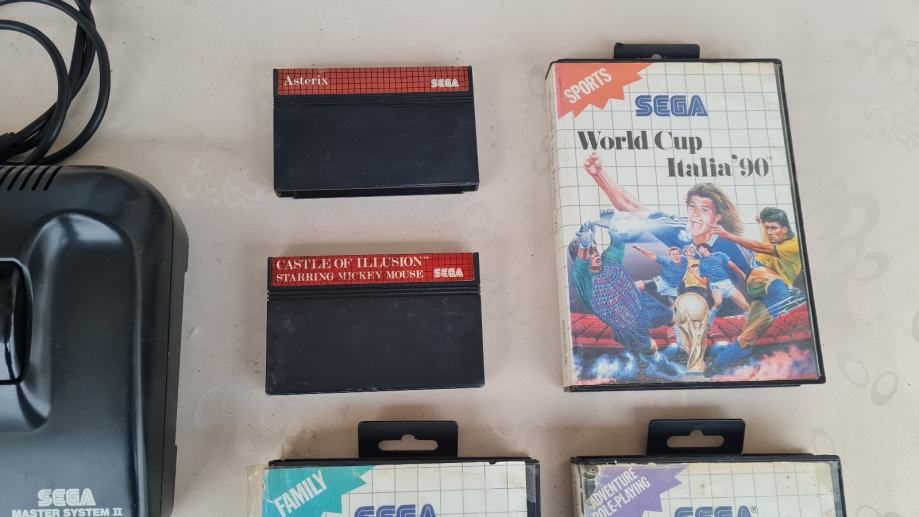 Asterix SEGA
CASTLE OF ILLUSION™
STARRING MICKEY MOUSE SEGA
SPORTS
SEGA
World Cup
Italia'90™
SEGA
MASTER SYSTEM II
FAMILY
SEGA
ADVENTURE
ROLE-PLAYING
SEGA®